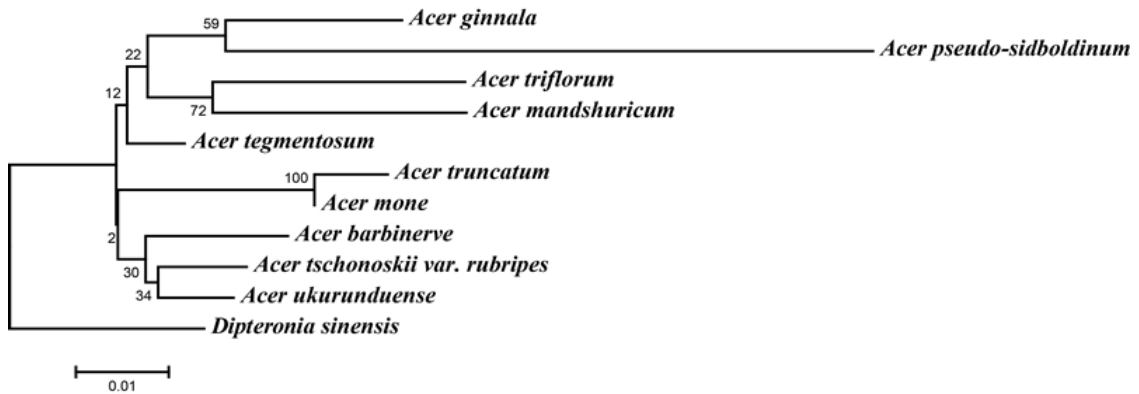 59
Acer ginnala
Acer pseudo-sidboldinum
22
Acer triflorum
72
Acer mandshuricum
12
Acer tegmentosum
100
Acer truncatum
Acer mone
2
Acer barbinerve
30
Acer tschonoskii var. rubripes
34
Acer ukurunduense
Dipteronia sinensis
0.01